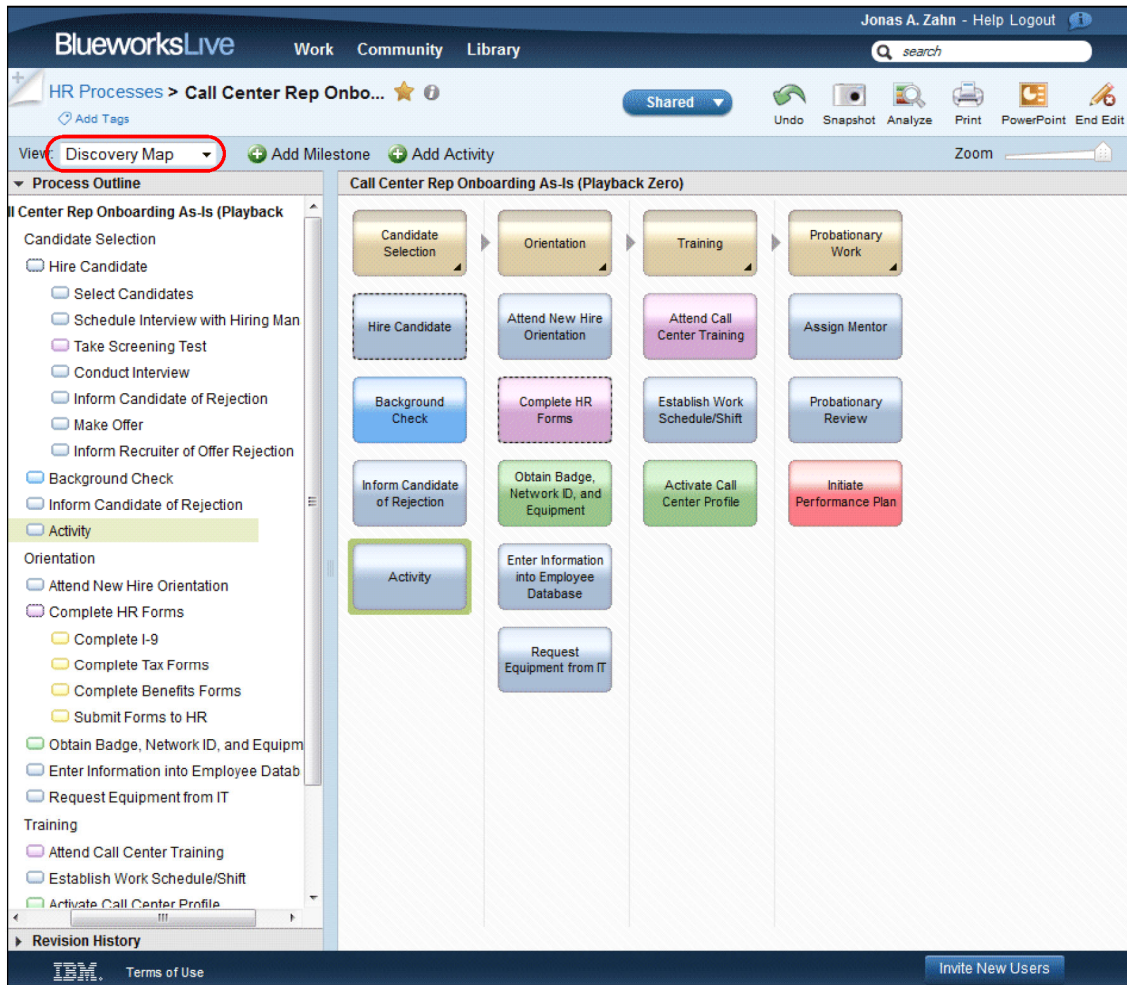 Jonas A. Zahn - Help Logout
BlueworksLive Work Community Library search
HR Processes > Call Center Rep Onbo...
Add Tags
Shared
Undo Snapshot Analyze Print PowerPoint End Edit
View: Discovery Map Add Milestone Add Activity Zoom
Process Outline
ll Center Rep Onboarding As-Is (Playback
Candidate Selection
Hire Candidate
Select Candidates
Schedule Interview with Hiring Man
Take Screening Test
Conduct Interview
Inform Candidate of Rejection
Make Offer
Inform Recruiter of Offer Rejection
Background Check
Inform Candidate of Rejection
Activity
Orientation
Attend New Hire Orientation
Complete HR Forms
Complete I-9
Complete Tax Forms
Complete Benefits Forms
Submit Forms to HR
Obtain Badge, Network ID, and Equipm
Enter Information into Employee Datab
Request Equipment from IT
Training
Attend Call Center Training
Establish Work Schedule/Shift
Activate Call Center Profile
Revision History
Call Center Rep Onboarding As-Is (Playback Zero)
Candidate
Selection
Orientation
Training
Probationary
Work
Hire Candidate
Attend New Hire
Orientation
Attend Call
Center Training
Assign Mentor
Background
Check
Complete HR
Forms
Establish Work
Schedule/Shift
Probationary
Review
Inform Candidate
of Rejection
Obtain Badge,
Network ID, and
Equipment
Activate Call
Center Profile
Initiate
Performance Plan
Activity
Enter Information
into Employee
Database
Request
Equipment from IT
IBM. Terms of Use Invite New Users